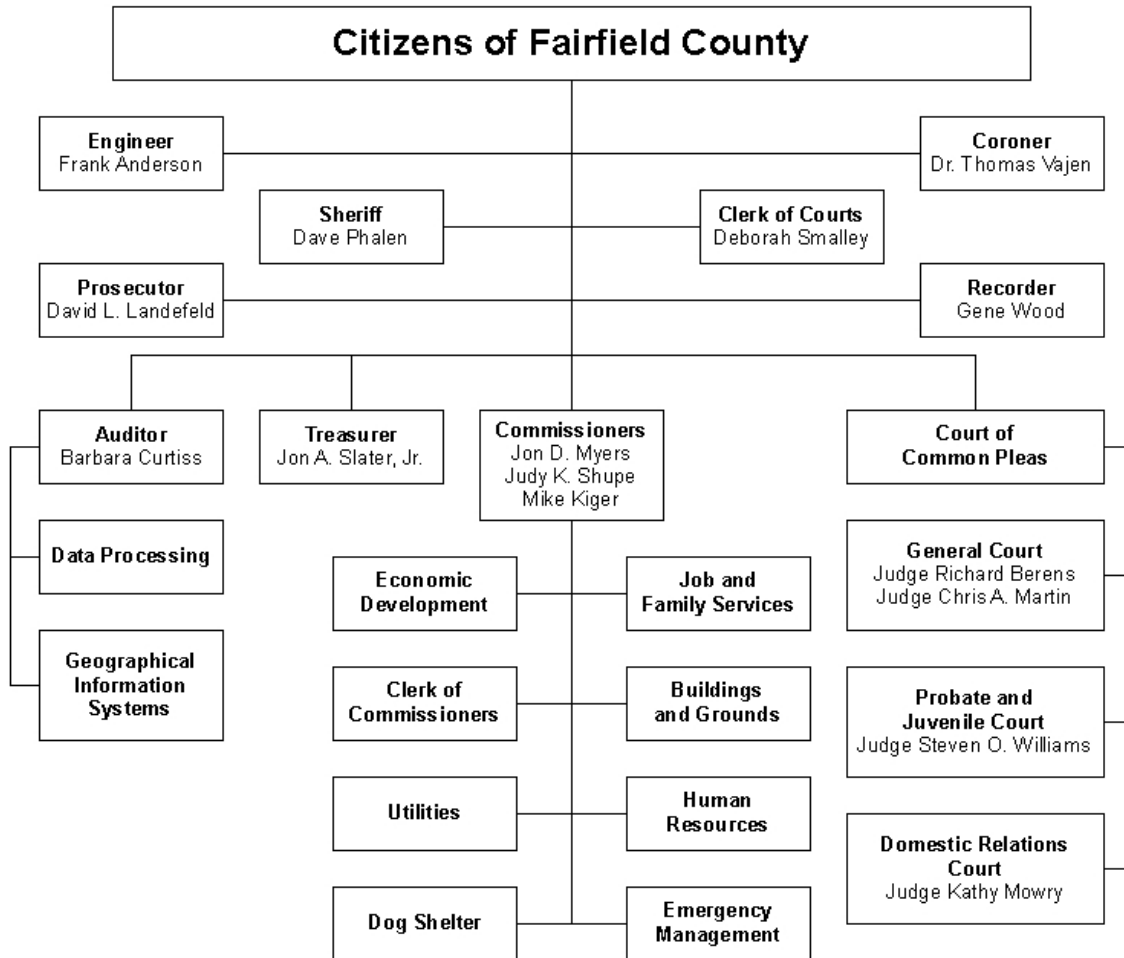 Citizens of Fairfield County
Engineer
Frank Anderson
Coroner
Dr. Thomas Vajen
Sheriff
Dave Phalen
Clerk of Courts
Deborah Smalley
Prosecutor
David L. Landefeld
Recorder
Gene Wood
Auditor
Barbara Curtiss
Treasurer
Jon A. Slater, Jr.
Commissioners
Jon D. Myers
Judy K. Shupe
Mike Kiger
Court of
Common Pleas
Data Processing
Geographical
Information
Systems
Economic
Development
Job and
Family Services
Clerk of
Commissioners
Buildings
and Grounds
Utilities
Human
Resources
Dog Shelter
Emergency
Management
General Court
Judge Richard Berens
Judge Chris A. Martin
Probate and
Juvenile Court
Judge Steven O. Williams
Domestic Relations
Court
Judge Kathy Mowry